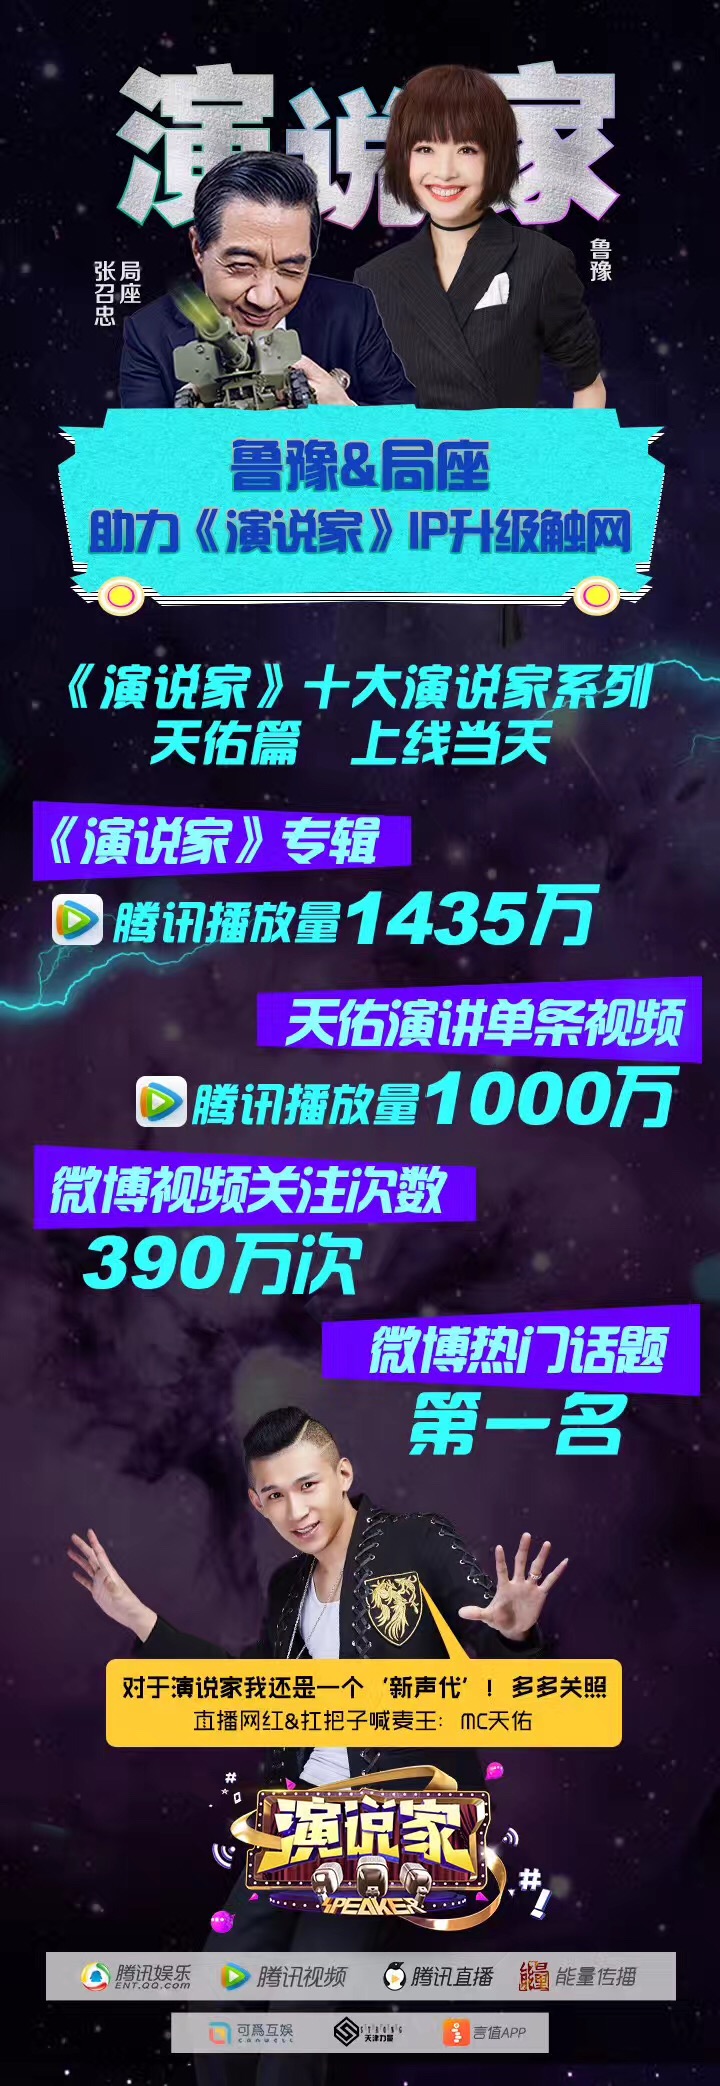 演说家
局座
张召忠
鲁豫
鲁豫&局座
助力《演说家》IP升级触网
《演说家》十大演说家系列
天佑篇 上线当天
《演说家》专辑
腾讯播放量1435万
天佑演讲单条视频
腾讯播放量1000万
微博视频关注次数
390万次
微博热门话题
第一名
对于演说家我还是一个‘新声代’！多多关照
直播网红&扛把子喊麦王：MC天佑
演说家
SPEAKER
腾讯娱乐
ENT.QQ.COM
腾讯视频
腾讯直播
能量传播
可爲互娱
CANWELL
STRONG
天津力量
言值APP